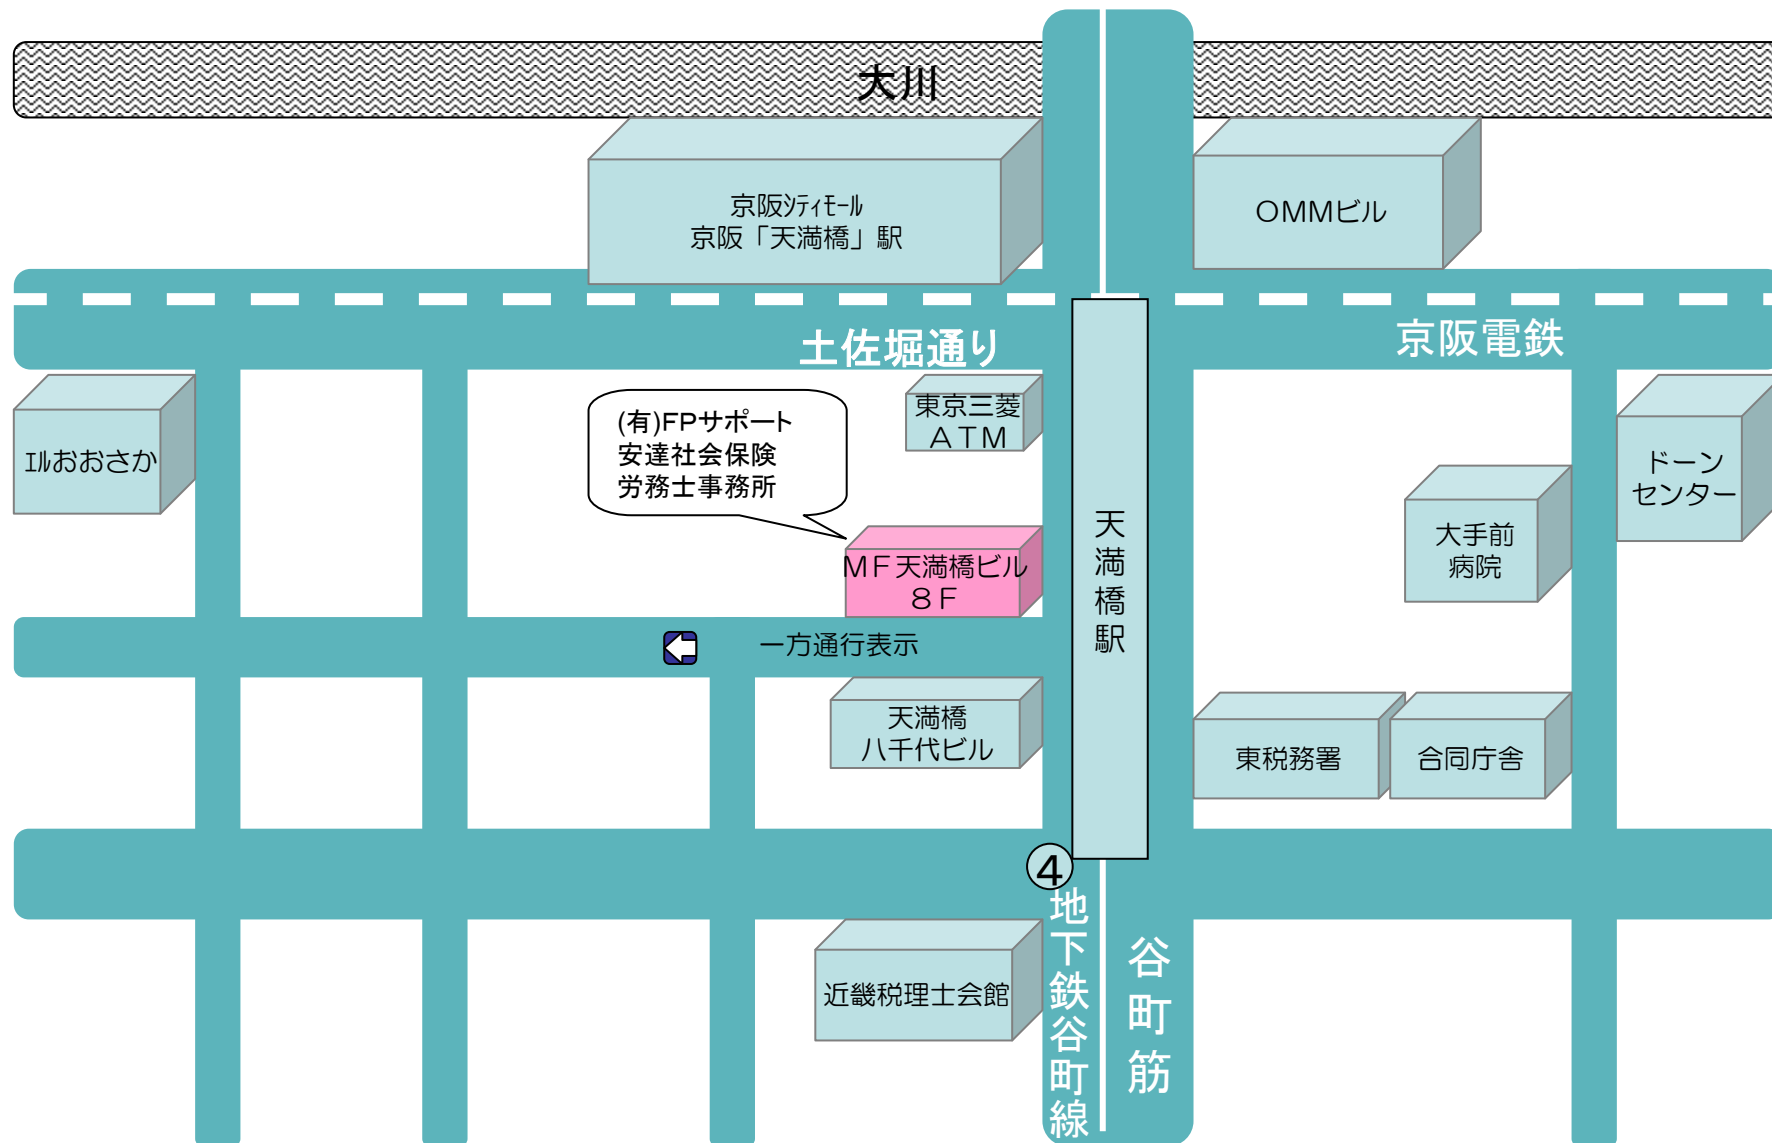 大川
京阪ｼﾃｨﾓｰﾙ
京阪「天満橋」駅
OMMビル
土佐堀通り
京阪電鉄
ｴﾙおおさか
(有)FPサポート
安達社会保険
労務士事務所
東京三菱
ＡＴＭ
ドーン
センター
大手前
病院
天満橋駅
ＭＦ天満橋ビル
８Ｆ
一方通行表示
天満橋
八千代ビル
東税務署
合同庁舎
④
地下鉄谷町線
谷町筋
近畿税理士会館